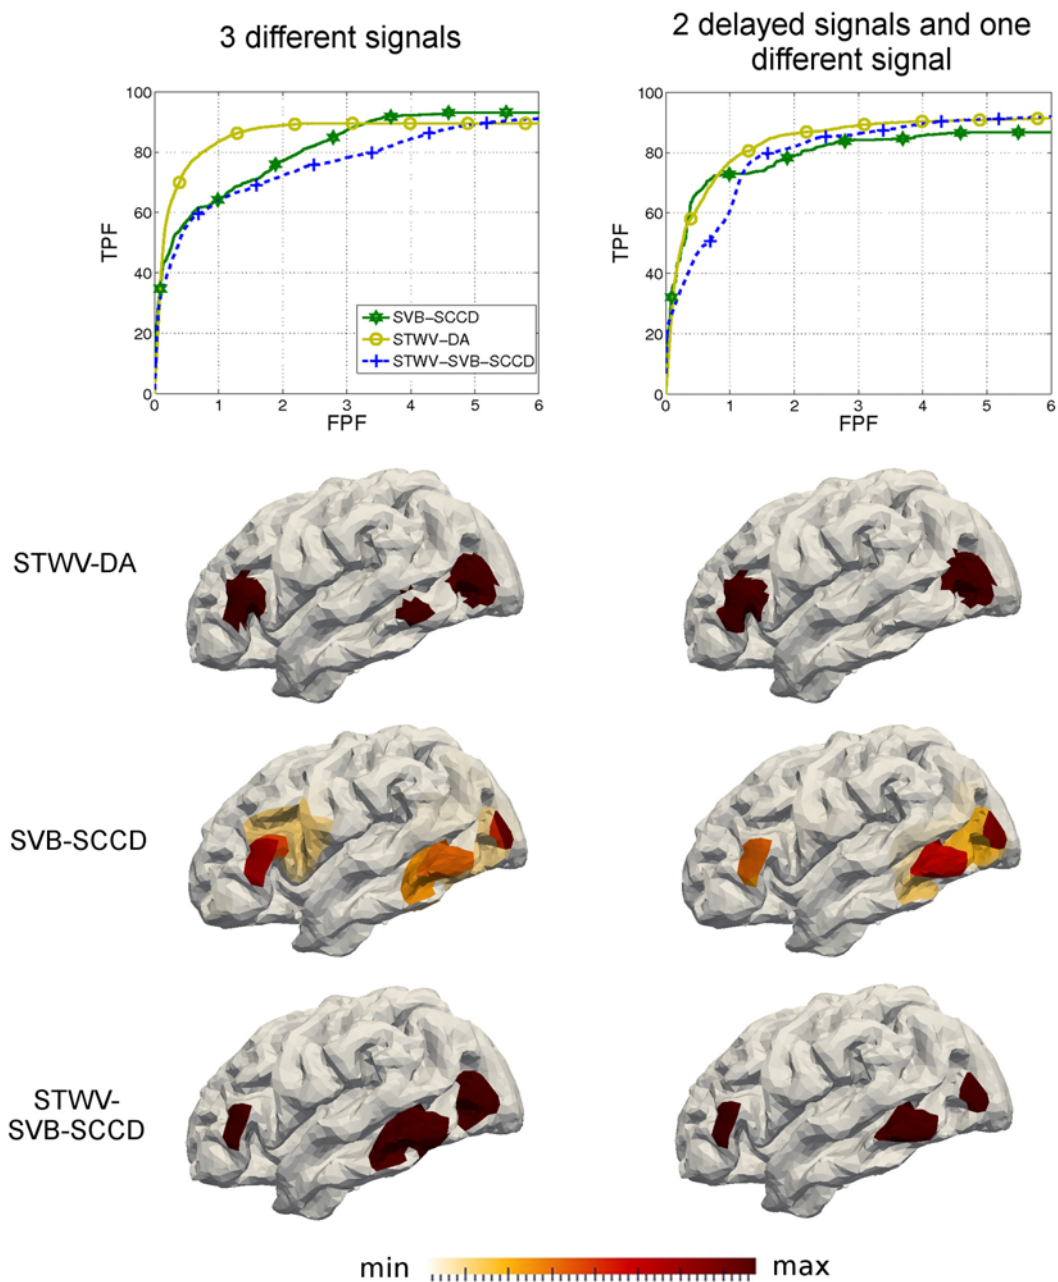 3 different signals
2 delayed signals and one
different signal
100
80
60
40
20
0
TPF
0 1 2 3 4 5 6
FPF
SVB-SCCD
STWV-DA
STWV-SVB-SCCD
100
80
60
40
20
0
TPF
0 1 2 3 4 5 6
FPF
STWV-DA
SVB-SCCD
STWV-
SVB-SCCD
min max